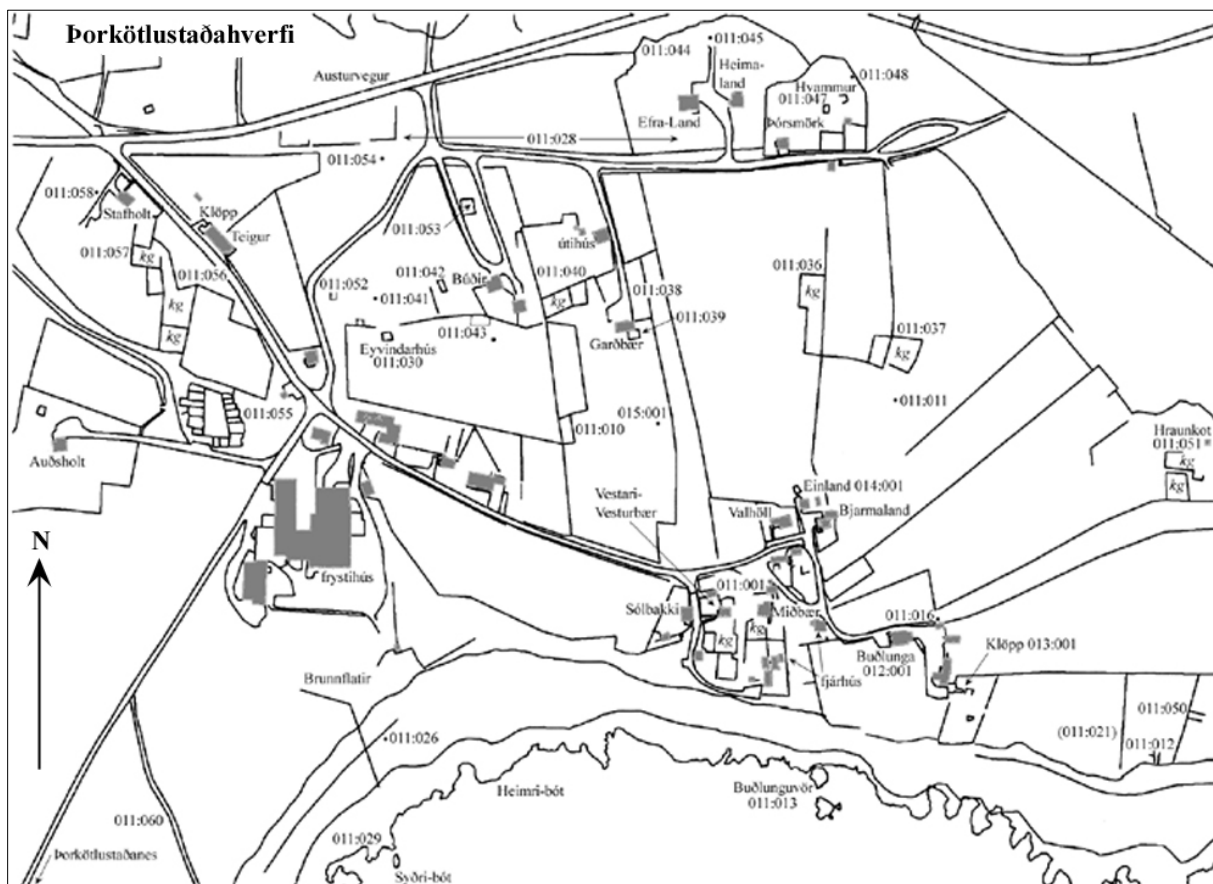 Þorkötlustaðahverfi
Austurvegur
011:044
011:045
Heima-
land
011:048
Hvammur
011:047
Efra-Land
Þórsmörk
011:028
011:054
011:058
Stafholt
Klöpp
Teigur
011:053
útihús
011:057
011:056
011:052
011:042
Búðir
011:040
011:036
kg
011:041
011:038
kg
kg
kg
011:039
011:043
Garðbær
011:037
kg
Eyvindarhús
011:030
kg
011:055
015:001
011:010
011:011
Hraunkot
011:051
kg
kg
Auðsholt
Einland 014:001
Vestari-
Vesturbær
Valhöll
Bjarmaland
N
frystihús
011:001
Sólbakki
Miðbær
011:016
kg
kg
Buðlunga
012:001
Klöpp 013:001
fjárhús
Brunnflatir
011:050
(011:021)
011:012
011:026
Heimri-bót
Buðlunguvör
011:013
011:060
011:029
Þorkötlustaðanes
Syðri-bót